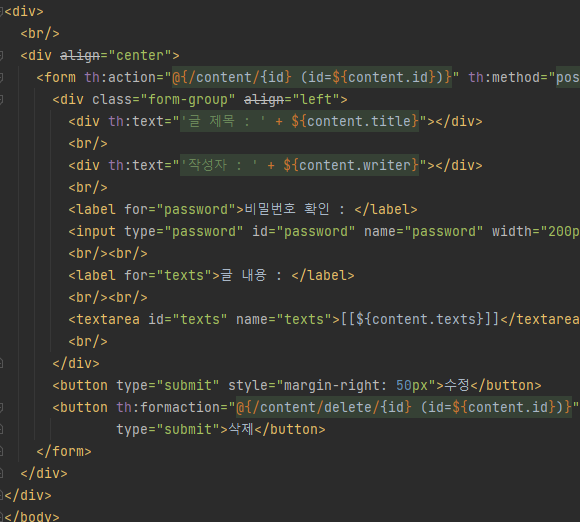 <div>
<br/>
<div align="center">
<form th:action="@{/content/{id} (id=${content.id})}" th:method="pos
<div class="form-group" align="left">
<div th:text="'글 제목 : ' + ${content.title}"></div>
<br/>
<div th:text="'작성자 : ' + ${content.writer}"></div>
<br/>
<label for="password">비밀번호 확인 : </label>
<input type="password" id="password" name="password" width="200p
<br/><br/>
<label for="texts">글 내용 : </label>
<br/><br/>
<textarea id="texts" name="texts">[[${content.texts}]]</textarea
<br/>
</div>
<button type="submit" style="margin-right: 50px">수정</button>
<button th:formaction="@{/content/delete/{id} (id=${content.id})}"
type="submit">삭제</button>
</form>
</div>
</div>
</body>